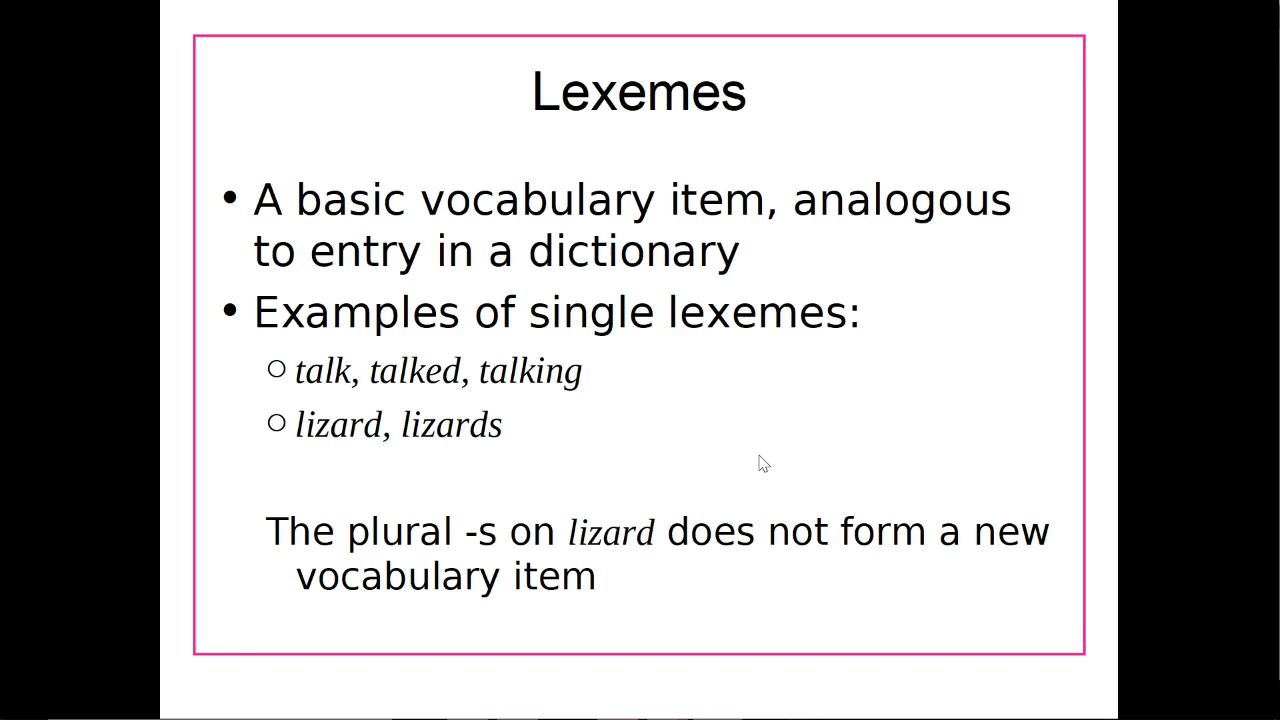 Lexemes
• A basic vocabulary item, analogous
to entry in a dictionary
• Examples of single lexemes:
○ talk, talked, talking
○ lizard, lizards
The plural -s on lizard does not form a new
vocabulary item